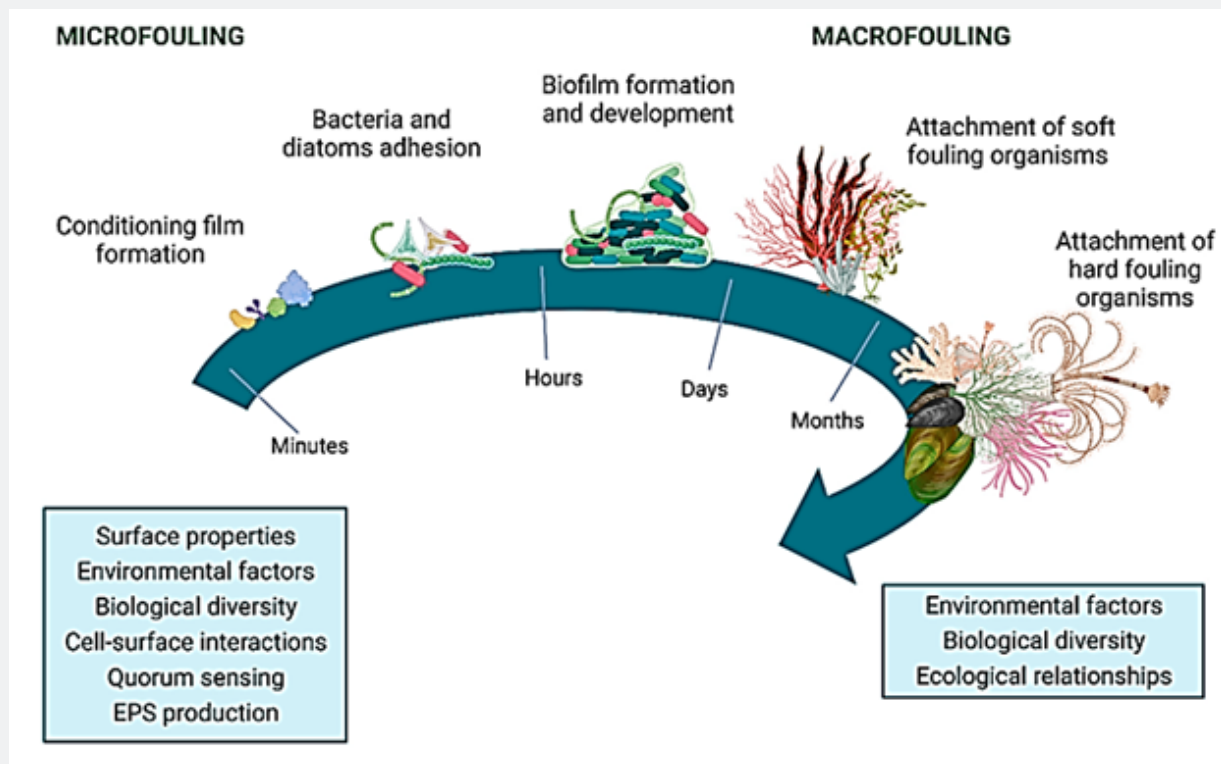 MICROFOULING
MACROFOULING
Conditioning film
formation
Bacteria and
diatoms adhesion
Biofilm formation
and development
Attachment of soft
fouling organisms
Attachment of
hard fouling
organisms
Minutes
Hours
Days
Months
Surface properties
Environmental factors
Biological diversity
Cell-surface interactions
Quorum sensing
EPS production
Environmental factors
Biological diversity
Ecological relationships